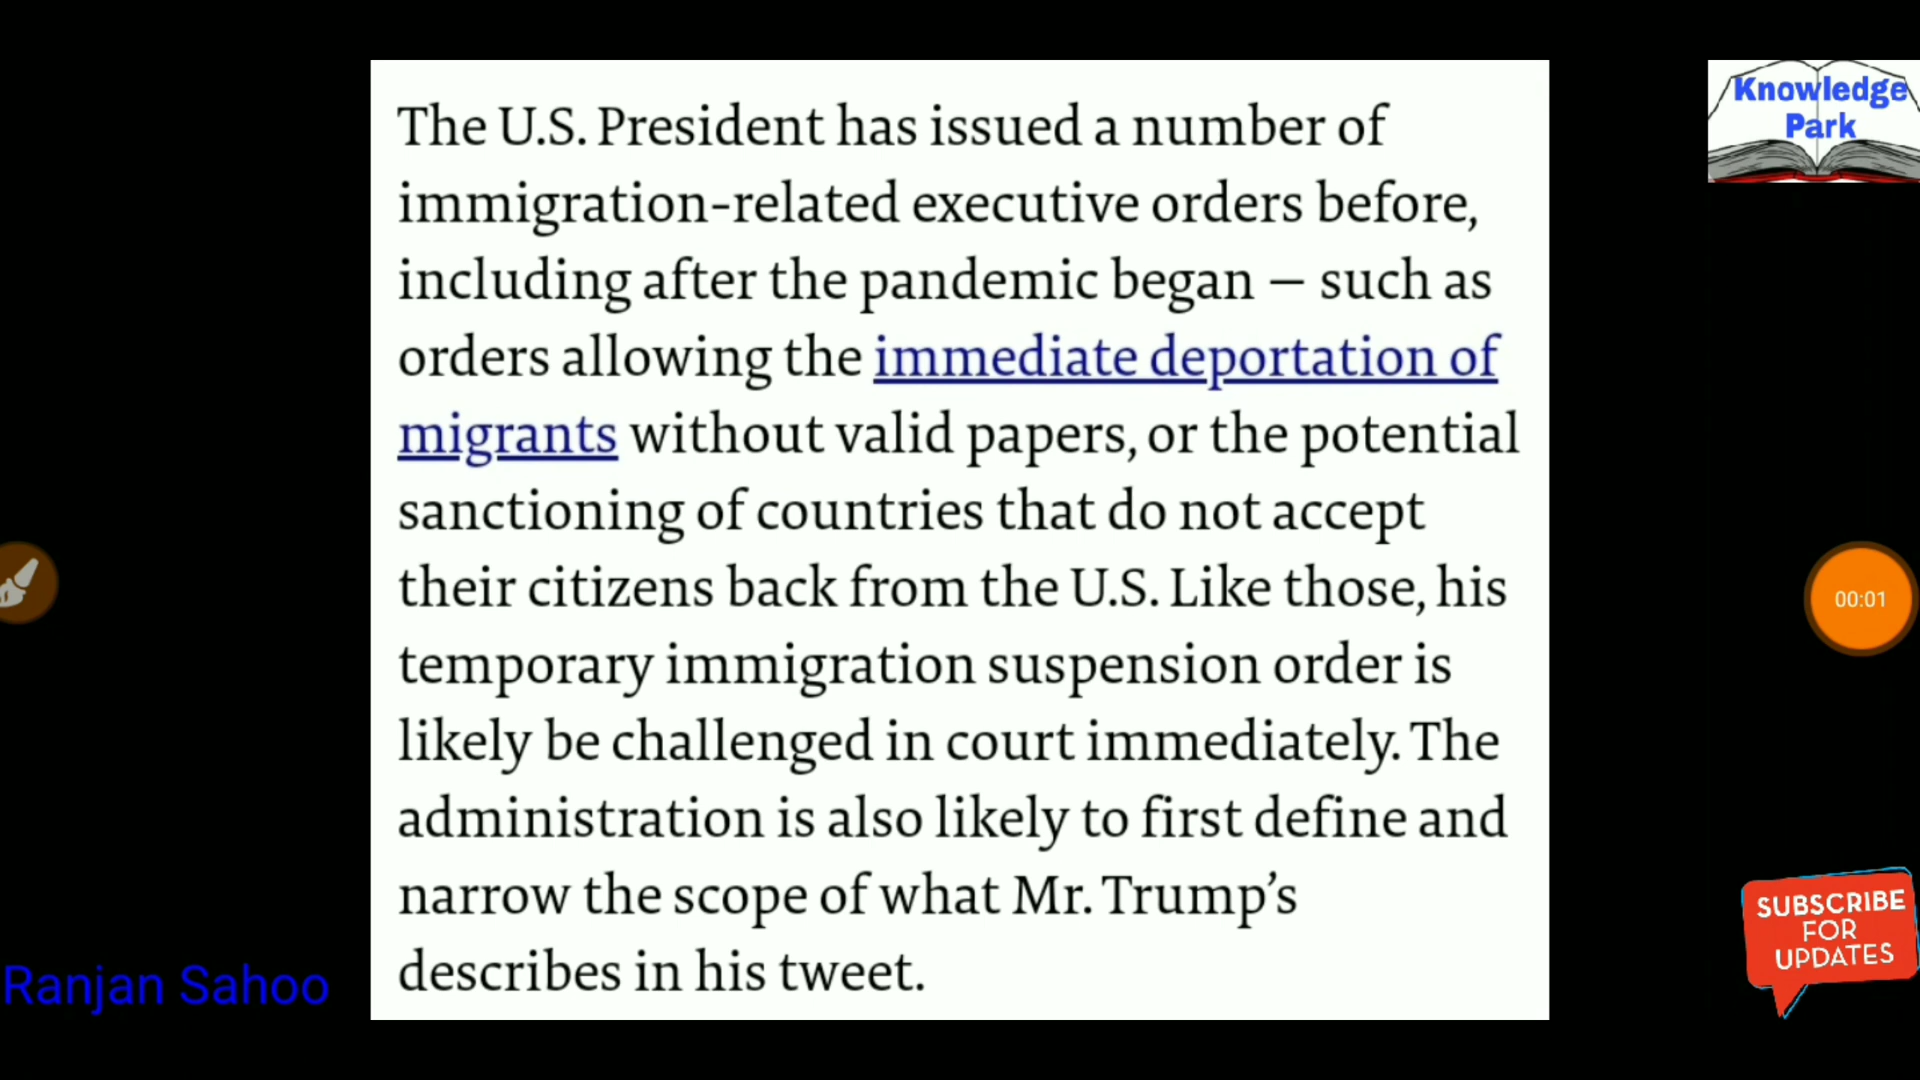 The U.S. President has issued a number of
immigration-related executive orders before,
including after the pandemic began – such as
orders allowing the immediate deportation of
migrants without valid papers, or the potential
sanctioning of countries that do not accept
their citizens back from the U.S. Like those, his
temporary immigration suspension order is
likely be challenged in court immediately. The
administration is also likely to first define and
narrow the scope of what Mr. Trump’s
describes in his tweet.
Knowledge
Park
00:01
SUBSCRIBE
FOR
UPDATES
Ranjan Sahoo